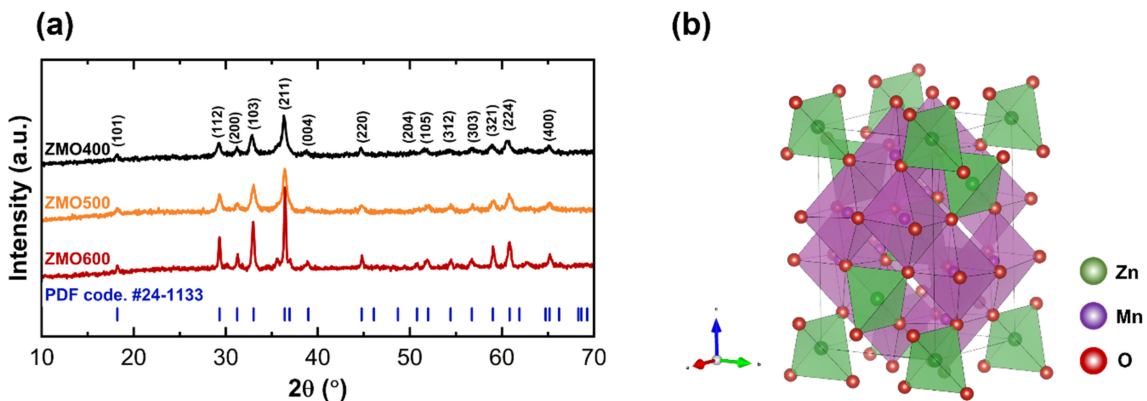 (a)
(b)
Intensity (a.u.)
ZMO400
(101)
(112)
(200)
(103)
(211)
(004)
(220)
(204)
(105)
(312)
(303)
(321)
(224)
(400)
ZMO500
ZMO600
PDF code. #24-1133
10 20 30 40 50 60 70
2θ (°)
Zn
Mn
O
c
a
b